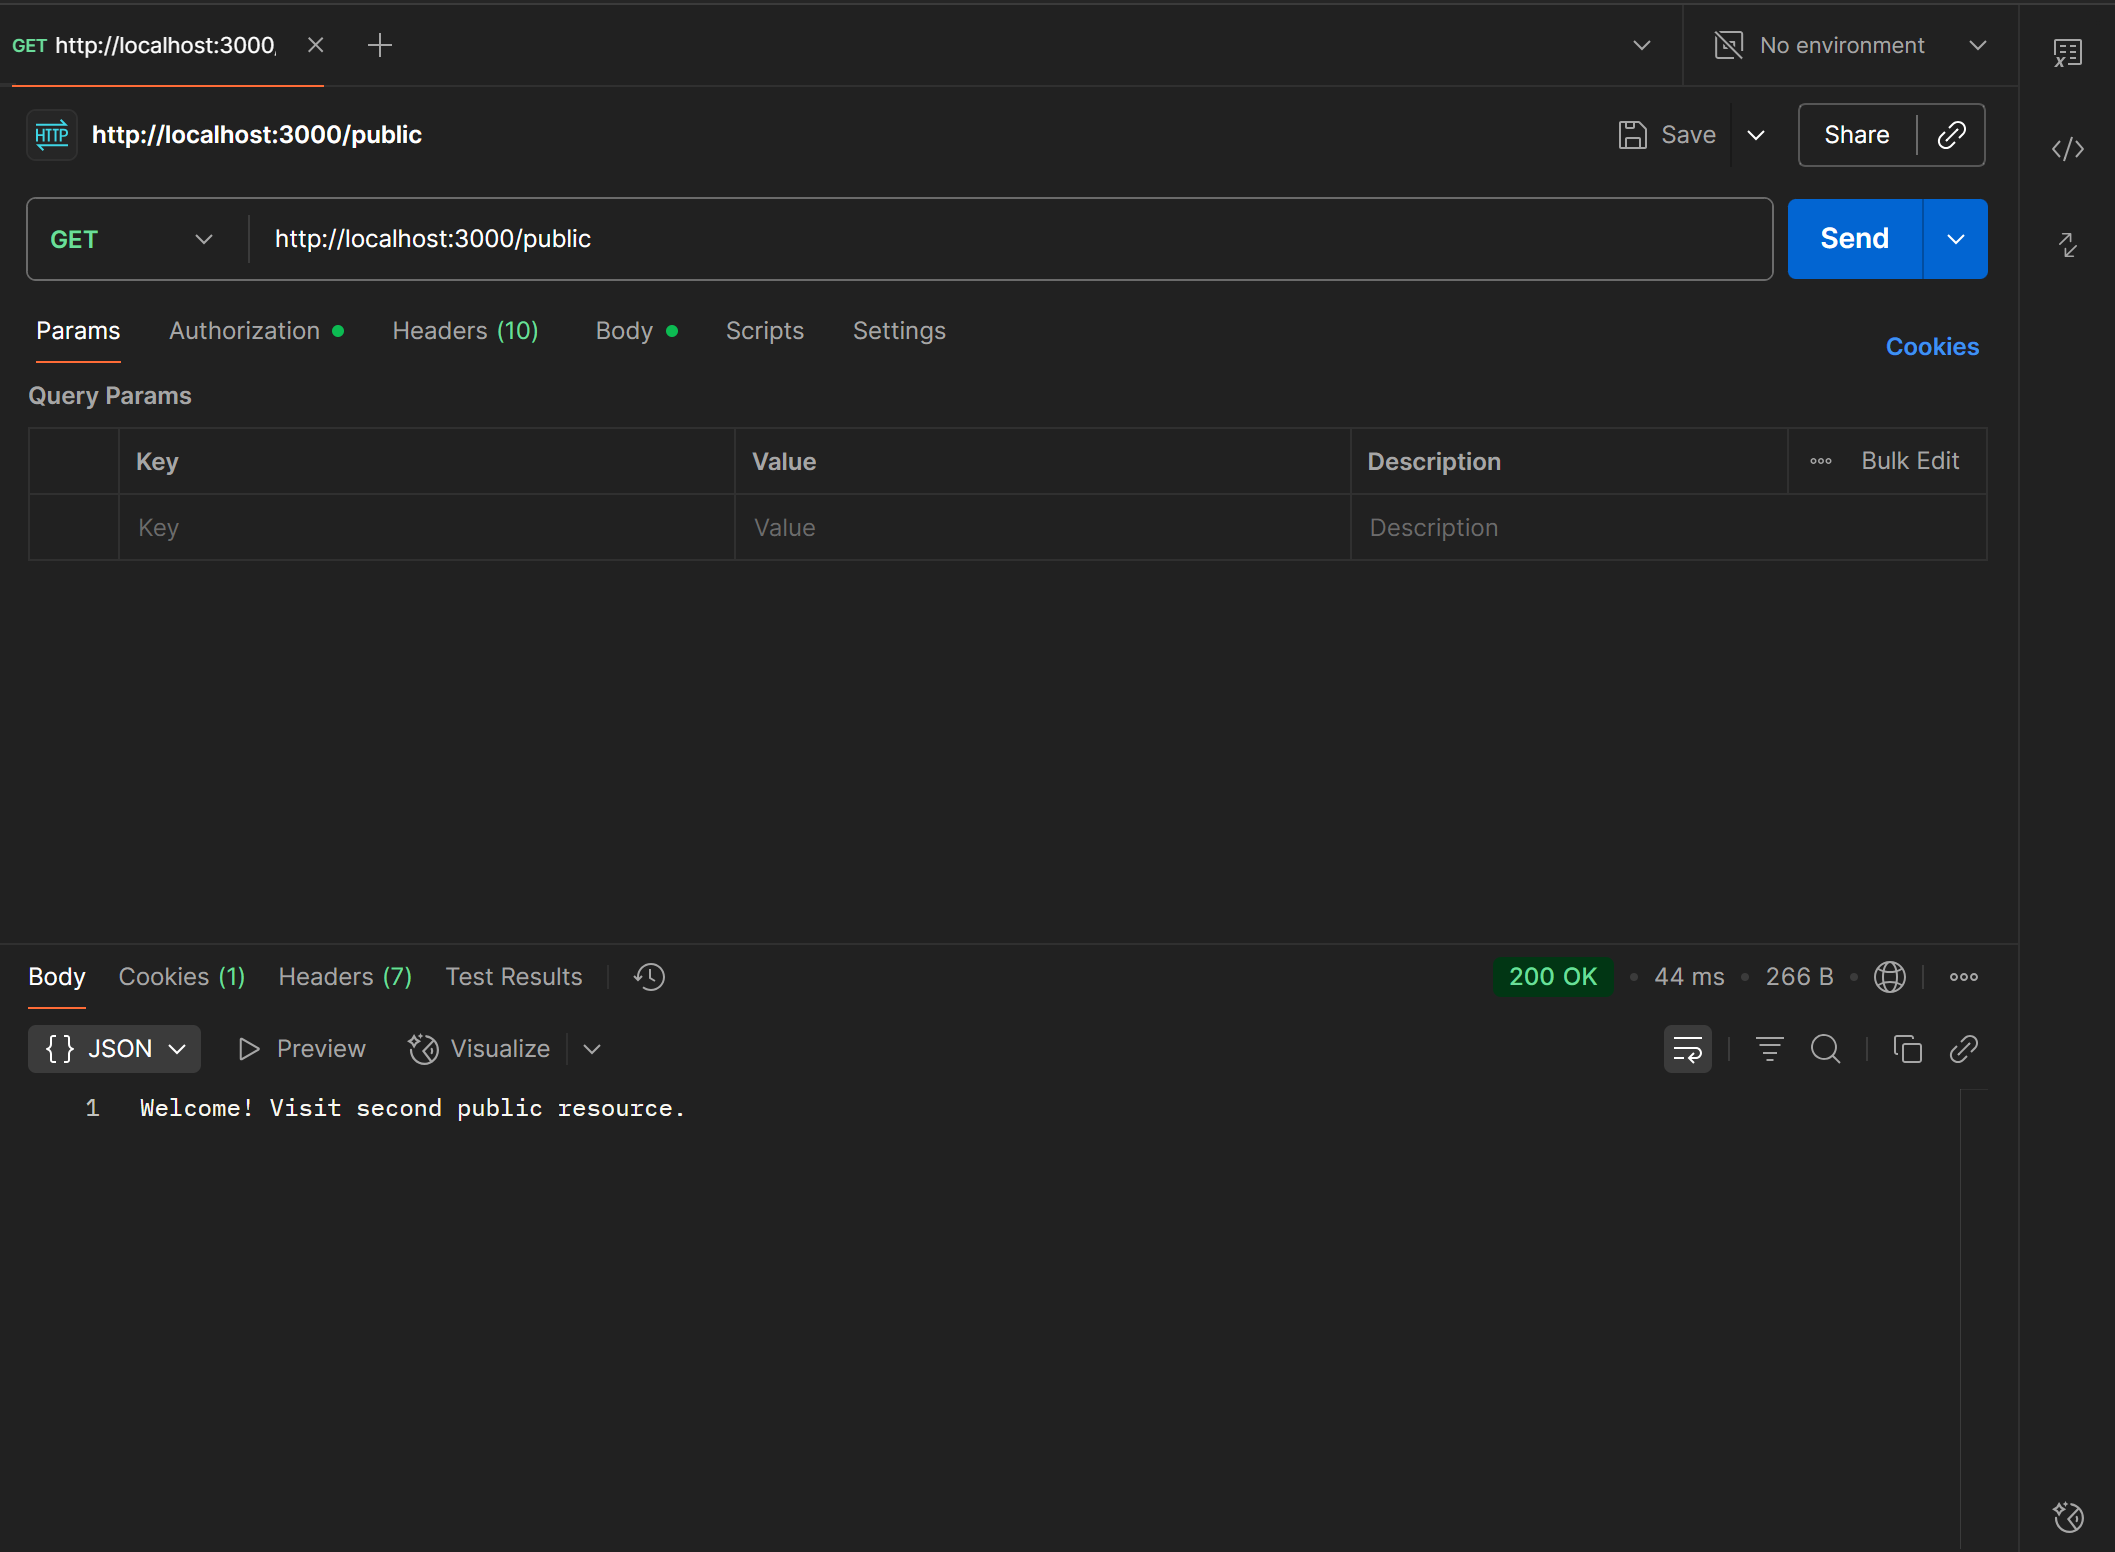 GET http://localhost:3000
No environment
HTTP http://localhost:3000/public
Save
Share
GET http://localhost:3000/public
Send
Params Authorization Headers (10) Body Scripts Settings
Cookies
Query Params
Key Value Description Bulk Edit
Key Value Description
Body Cookies (1) Headers (7) Test Results
200 OK 44 ms 266 B
{} JSON Preview Visualize
1 Welcome! Visit second public resource.